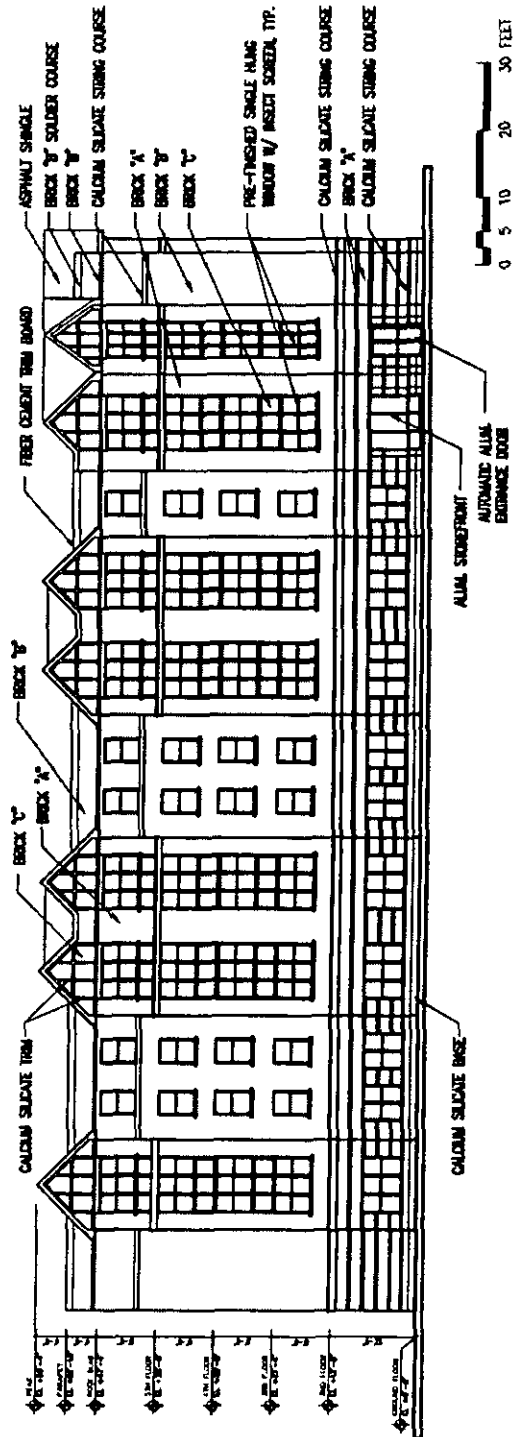 ASPHALT SHINGLE
BRICK "B" SOLDER COURSE
BRICK "B"
CALCIUM SILICATE STRING COURSE
BRICK "A"
BRICK "B"
BRICK "C"
PRE-FINISHED SINGLE HUNG
WINDOW W/ INSECT SCREEN, TYP.
CALCIUM SILICATE STRING COURSE
BRICK "A"
CALCIUM SILICATE STRING COURSE
FIBER CEMENT TRIM BOARD
BRICK "B"
BRICK "A"
BRICK "C"
CALCIUM SILICATE TRIM
PEAK
PARAPET
5TH FLOOR
4TH FLOOR
3RD FLOOR
2ND FLOOR
GROUND FLOOR
CALCIUM SILICATE BASE
ALUM. STOREFRONT
AUTOMATIC ALUM.
ENTRANCE DOOR
0 5 10 20 30 FEET